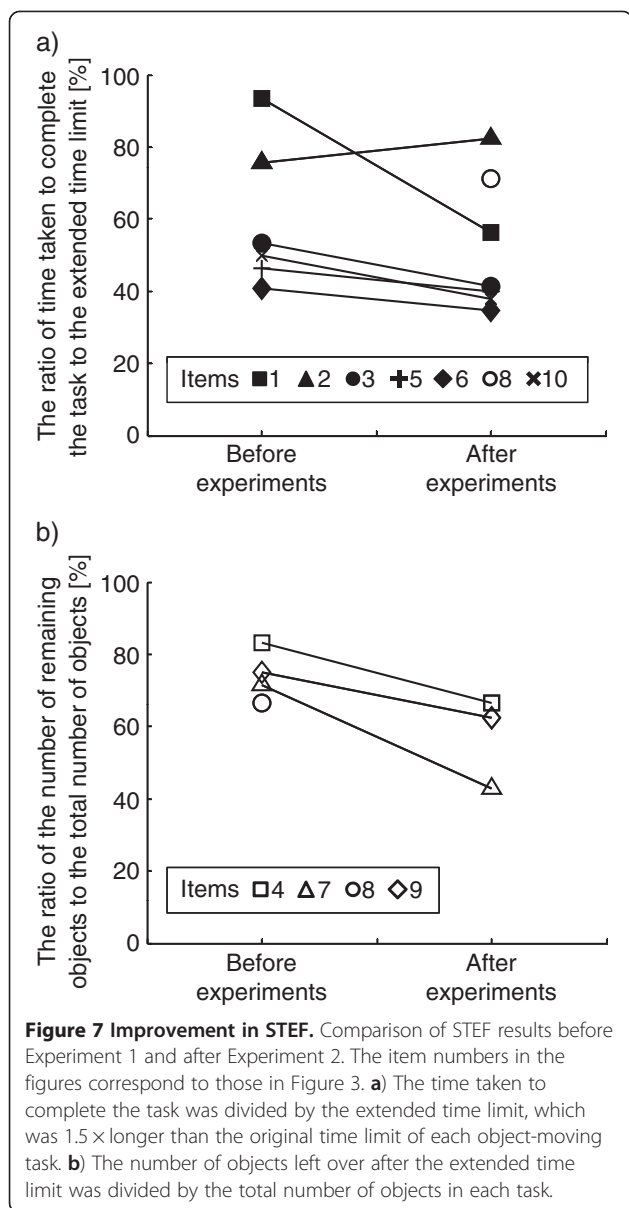 a)
The ratio of time taken to complete
the task to the extended time limit [%]
100
80
60
40
20
0
Items ■1 ▲2 ●3 +5 ◆6 ○8 ×10
Before
experiments
After
experiments
b)
The ratio of the number of remaining
objects to the total number of objects [%]
100
80
60
40
20
0
Items □4 △7 ○8 ◇9
Before
experiments
After
experiments
Figure 7 Improvement in STEF. Comparison of STEF results before
Experiment 1 and after Experiment 2. The item numbers in the
figures correspond to those in Figure 3. a) The time taken to
complete the task was divided by the extended time limit, which
was 1.5 × longer than the original time limit of each object-moving
task. b) The number of objects left over after the extended time
limit was divided by the total number of objects in each task.